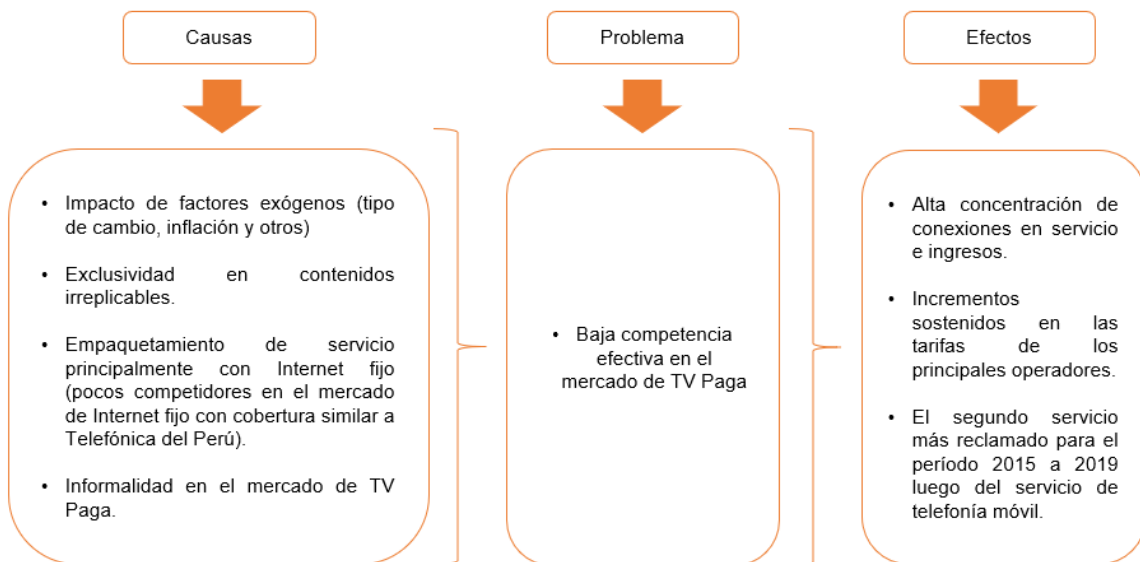 Causas
Problema
Efectos
• Impacto de factores exógenos (tipo
de cambio, inflación y otros)
• Exclusividad en contenidos
irreplicables.
• Empaquetamiento de servicio
principalmente con Internet fijo
(pocos competidores en el mercado
de Internet fijo con cobertura similar a
Telefónica del Perú).
• Informalidad en el mercado de TV
Paga.
• Baja competencia
efectiva en el
mercado de TV Paga
• Alta concentración de
conexiones en servicio
e ingresos.
• Incrementos
sostenidos en las
tarifas de los
principales operadores.
• El segundo servicio
más reclamado para el
período 2015 a 2019
luego del servicio de
telefonía móvil.